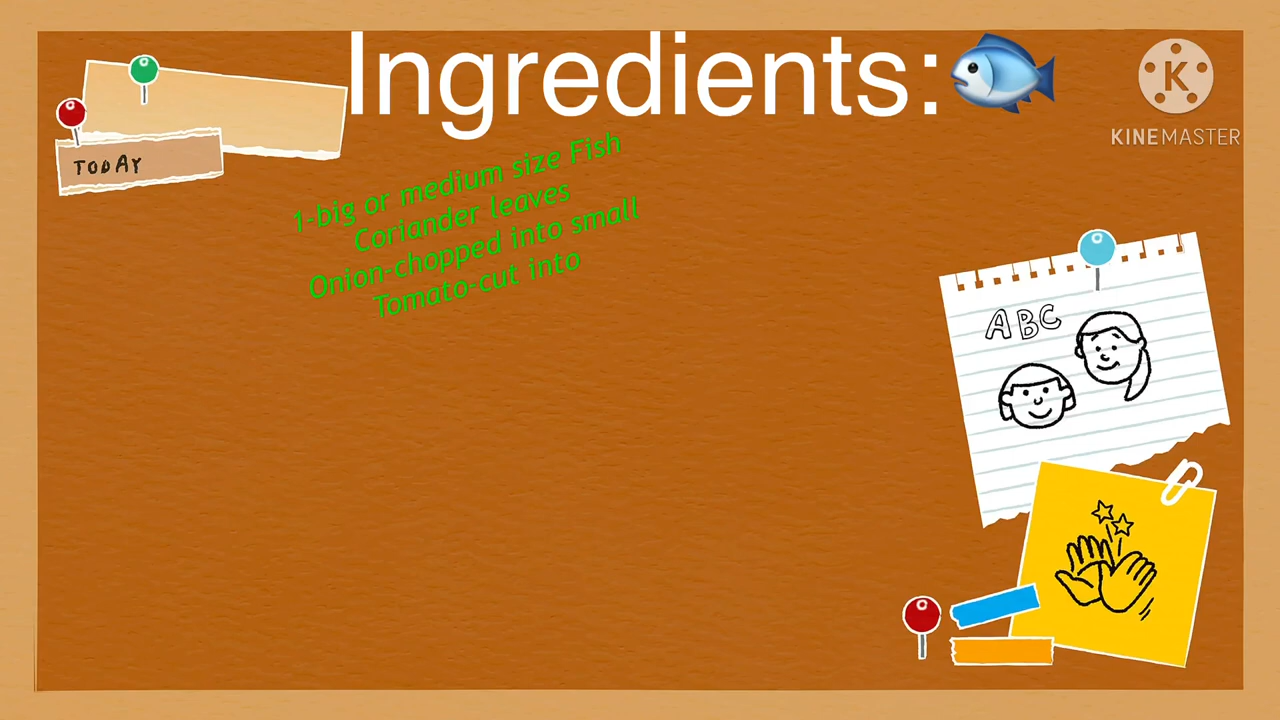 Ingredients:
K
KINEMASTER
TODAY
1-big or medium size Fish
Coriander leaves
Onion-chopped into small
Tomato-cut into
ABC